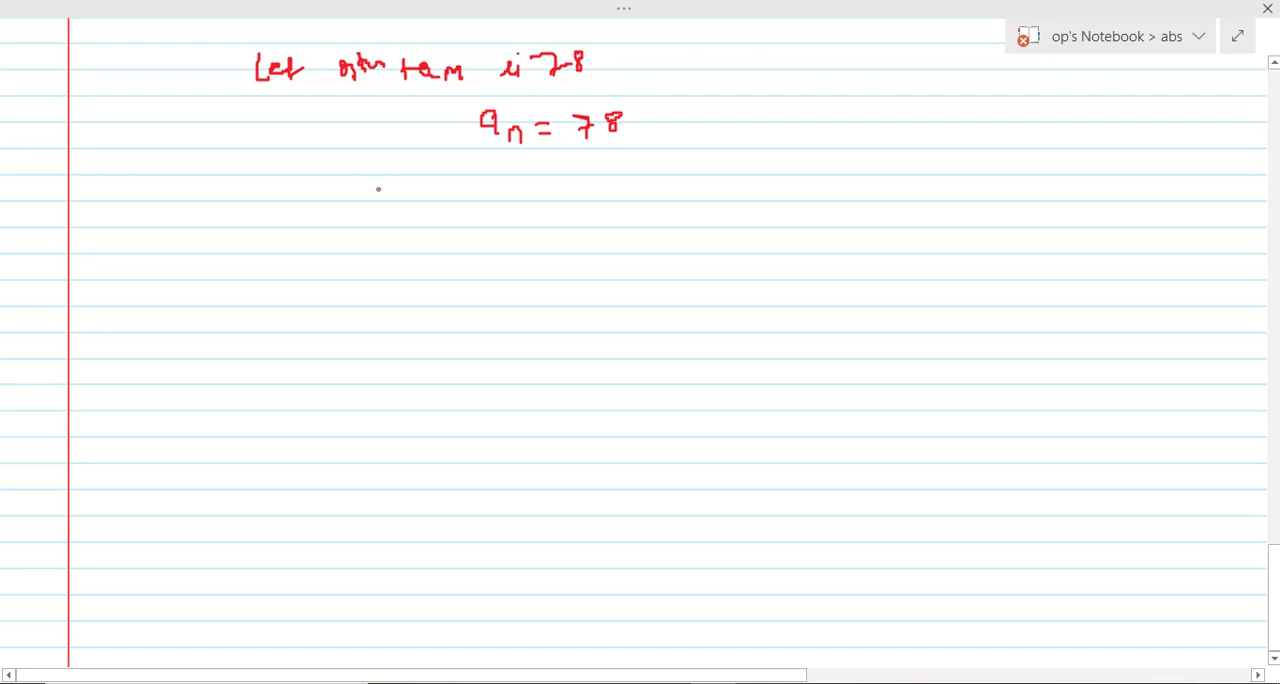 op's Notebook > abs
Let nth term is 78
an = 78